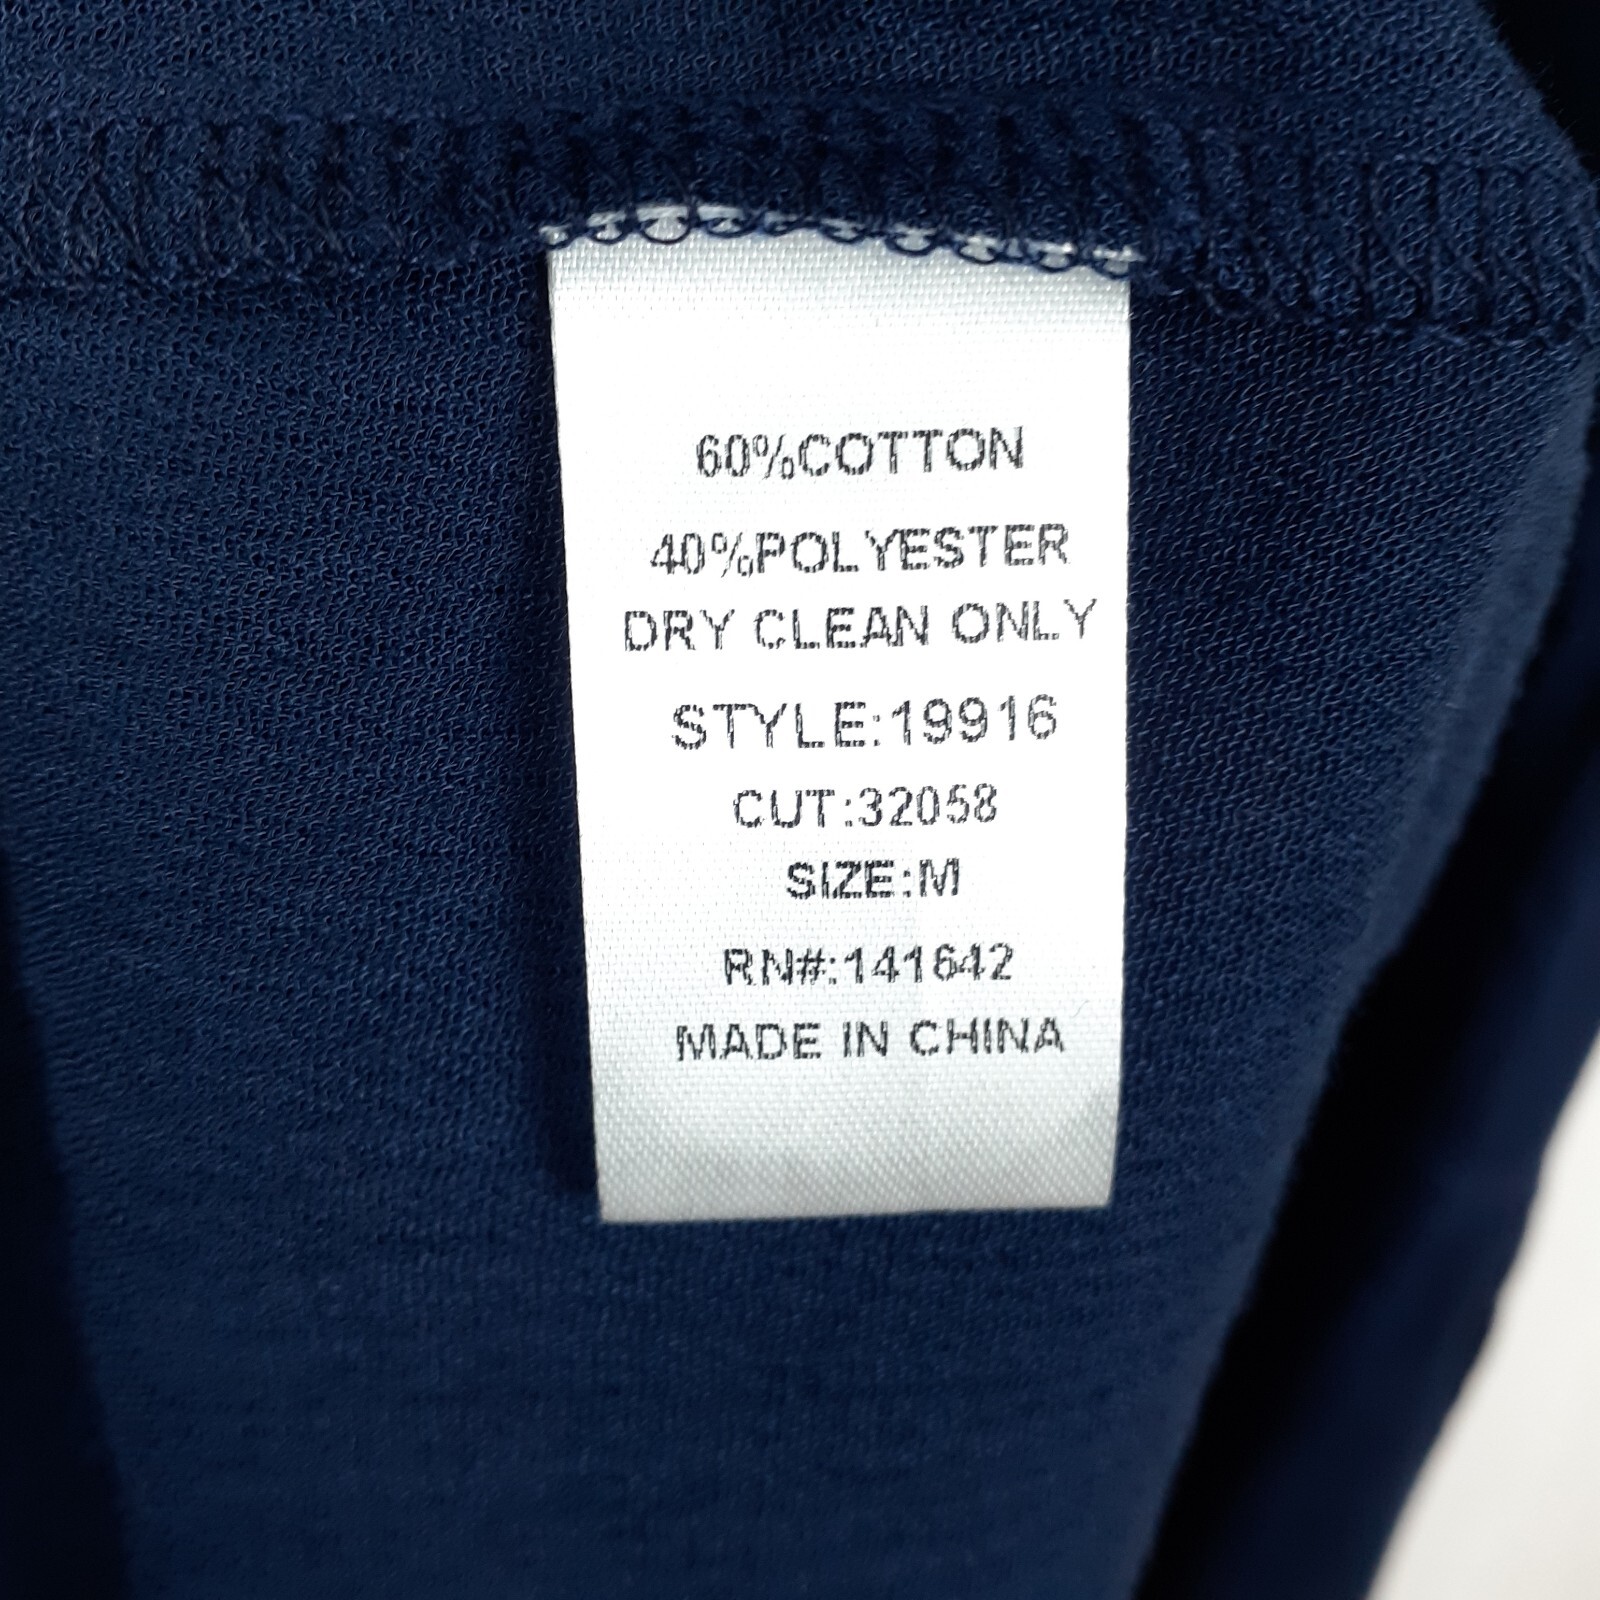 60%COTTON
40%POLYESTER
DRY CLEAN ONLY
STYLE:19916
CUT:32058
SIZE:M
RN#:141642
MADE IN CHINA